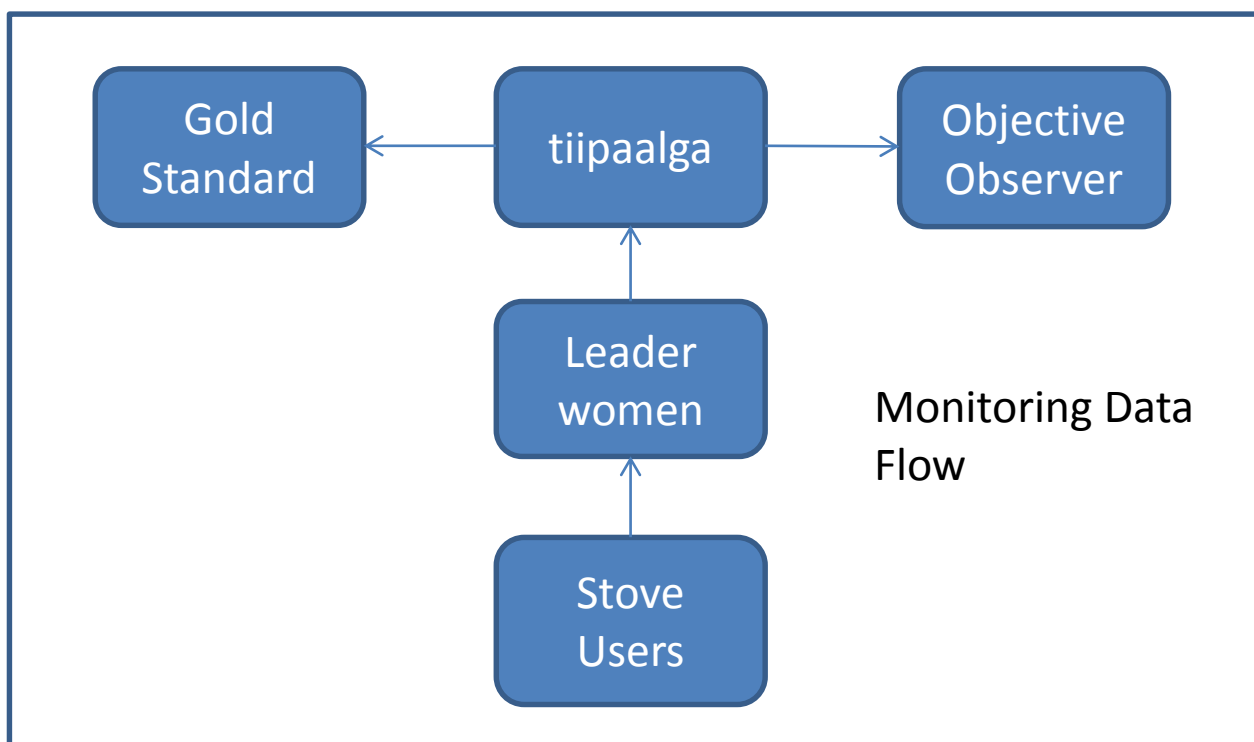 Gold
Standard
tiipaalga
Objective
Observer
Leader
women
Monitoring Data
Flow
Stove
Users